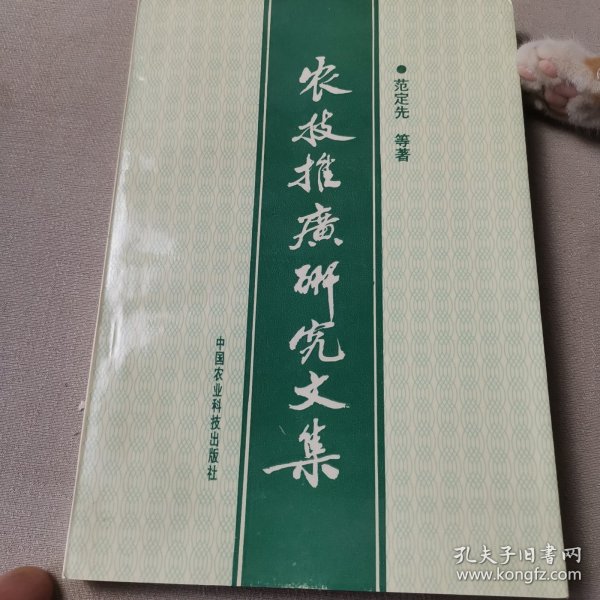 范定先 等著
农技推廣研究文集
中国农业科技出版社
孔夫子旧書网
www.kongfz.com